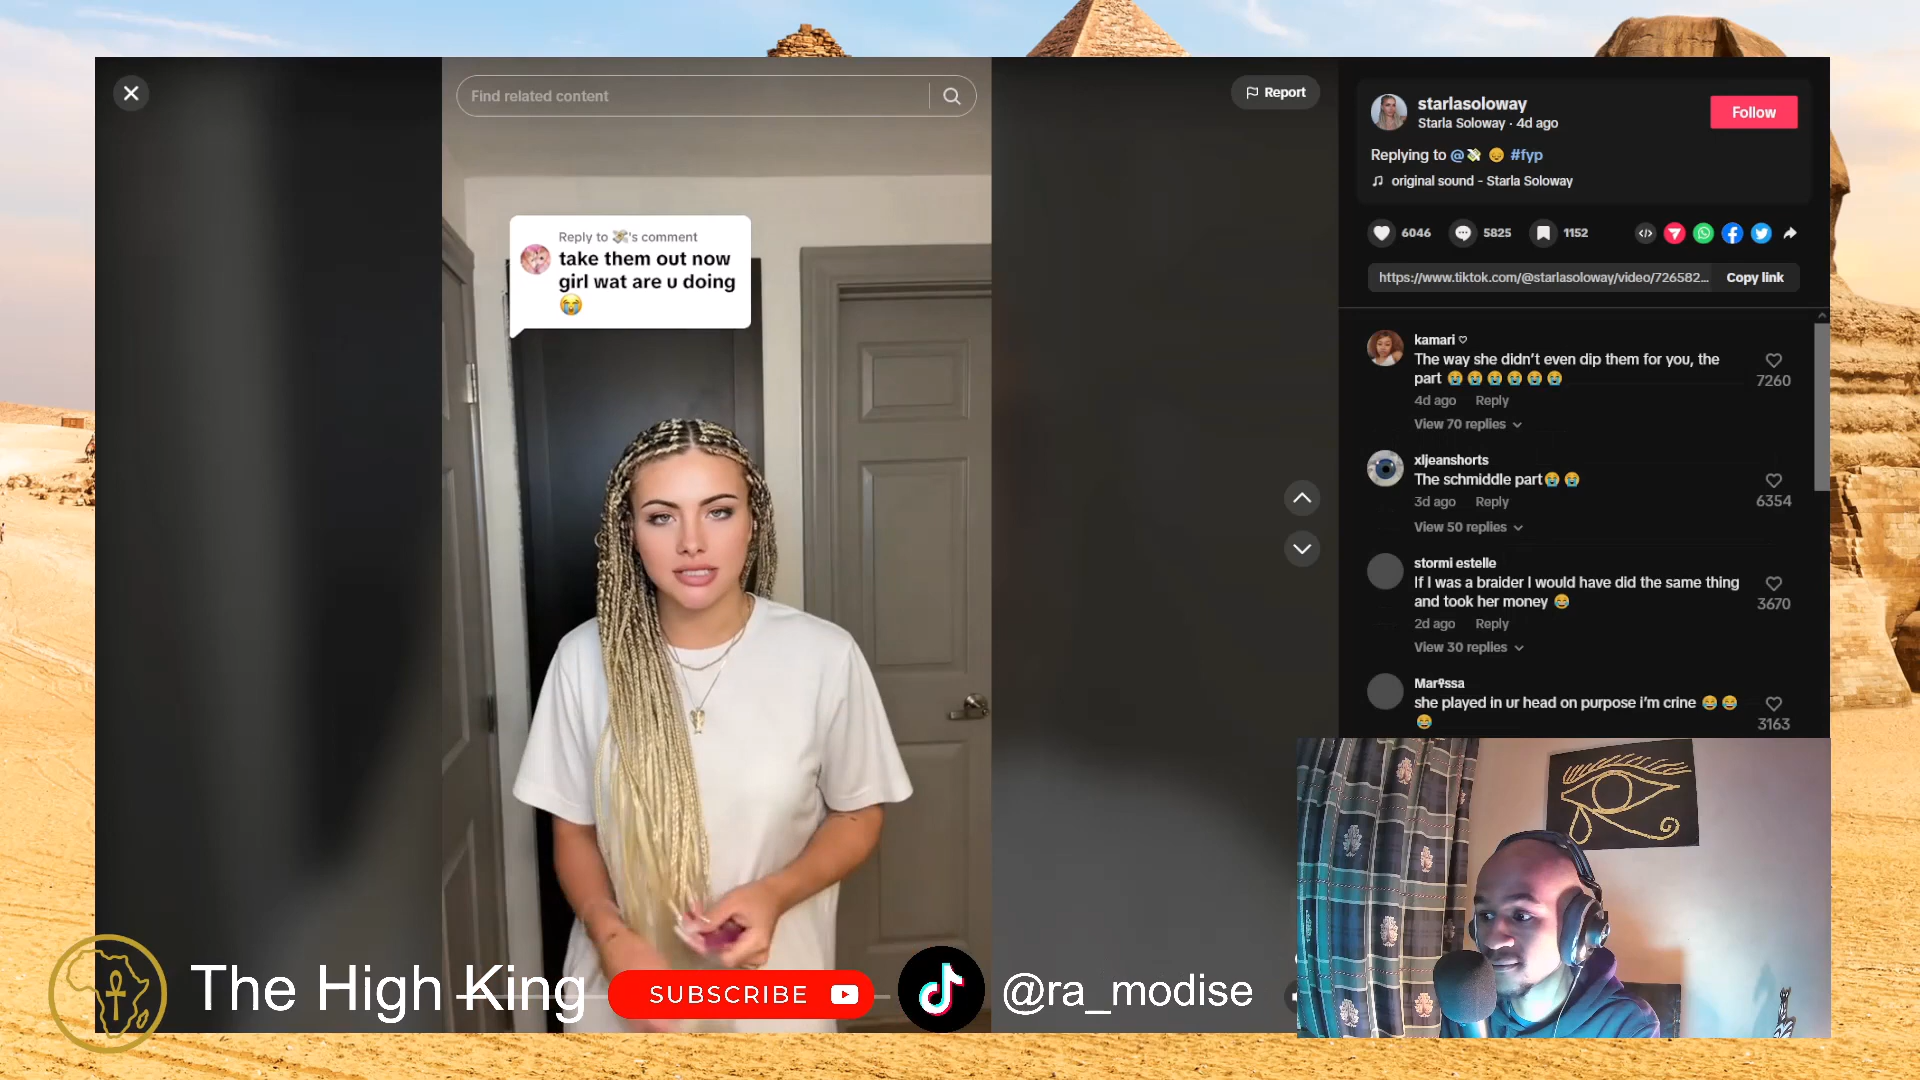 Find related content
Report
Reply to 's comment
take them out now
girl wat are u doing
😭
starlasoloway
Starla Soloway · 4d ago
Follow
Replying to @💸 😞 #fyp
♫ original sound - Starla Soloway
6046
5825
1152
https://www.tiktok.com/@starlasoloway/video/726582...
Copy link
kamari ♡
The way she didn't even dip them for you, the
part 😭😭😭😭😭😭
7260
4d ago Reply
View 70 replies
xljeanshorts
The schmiddle part😭😭
6354
3d ago Reply
View 50 replies
stormi estelle
If I was a braider I would have did the same thing
and took her money 😂
3670
2d ago Reply
View 30 replies
Mar♀ssa
she played in ur head on purpose i'm crine 😂😂
😂
3163
The High King
SUBSCRIBE
@ra_modise